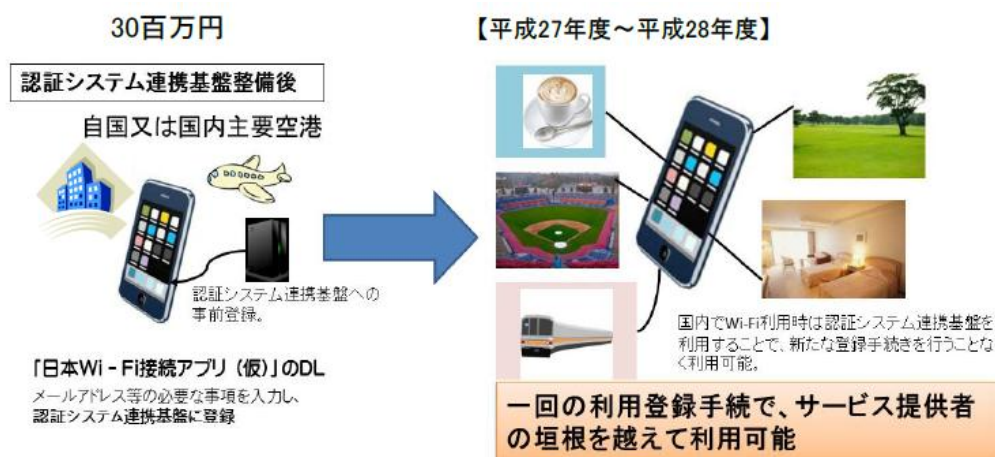 30百万円
【平成27年度～平成28年度】
認証システム連携基盤整備後
自国又は国内主要空港
認証システム連携基盤への
事前登録。
「日本Wi－Fi接続アプリ（仮）」のDL
メールアドレス等の必要な事項を入力し、
認証システム連携基盤に登録
国内でWi-Fi利用時は認証システム連携基盤を
利用することで、新たな登録手続きを行うことな
く利用可能。
一回の利用登録手続で、サービス提供者
の垣根を越えて利用可能